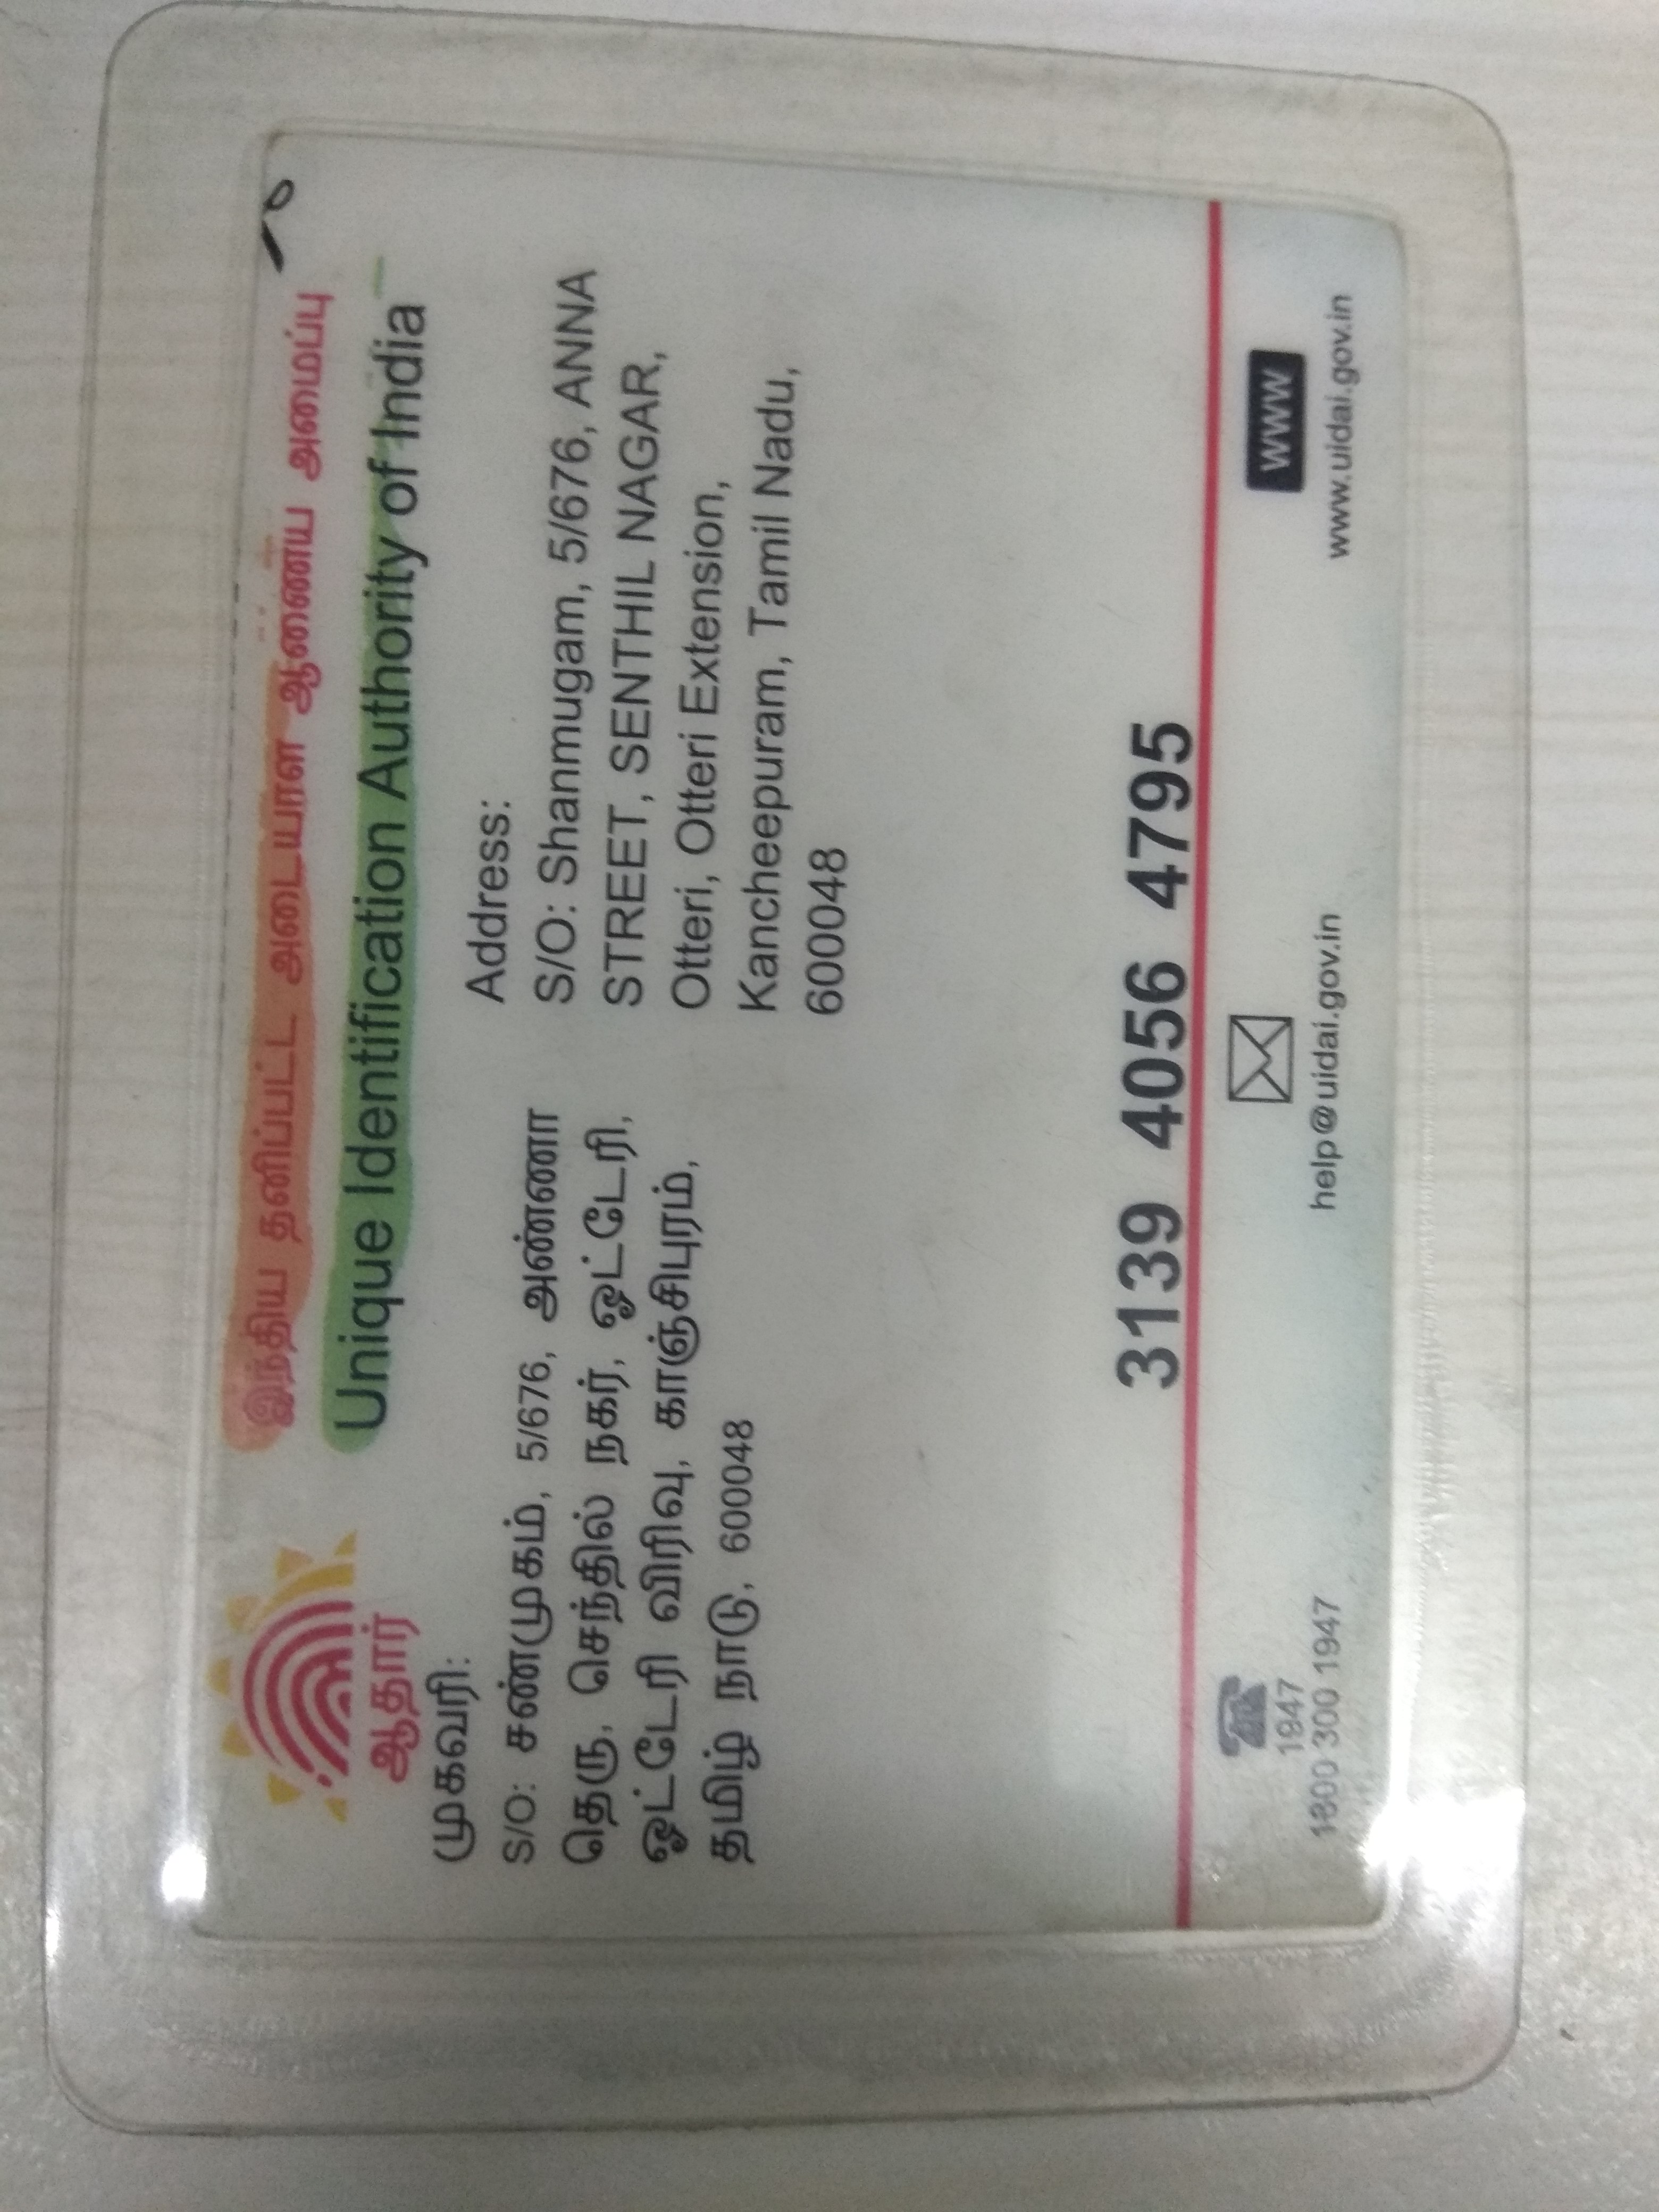 இந்திய தனிப்பட்ட அடையாள ஆணைய அமைப்பு
Unique Identification Authority of India
ஆதார்
முகவரி:
S/O: சண்முகம், 5/676, அண்ணா
தெரு, செந்தில் நகர், ஓட்டேரி,
ஓட்டேரி விரிவு, காஞ்சிபுரம்,
தமிழ் நாடு, 600048
Address:
S/O: Shanmugam, 5/676, ANNA
STREET, SENTHIL NAGAR,
Otteri, Otteri Extension,
Kancheepuram, Tamil Nadu,
600048
3139 4056 4795
1947
1800 300 1947
help@uidai.gov.in
WWW
www.uidai.gov.in